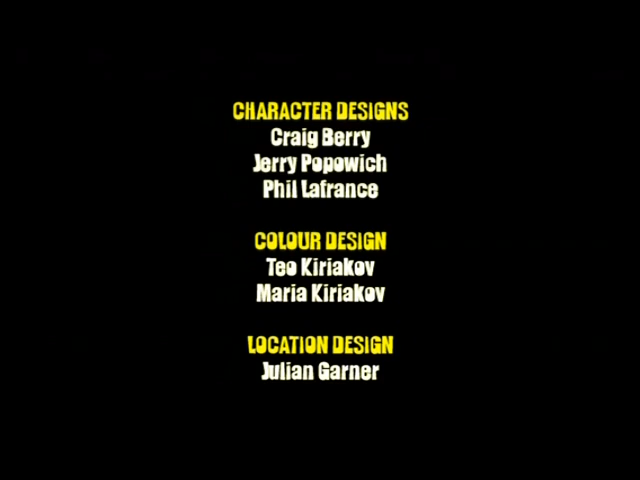 CHARACTER DESIGNS
Craig Berry
Jerry Popowich
Phil Lafrance
COLOUR DESIGN
Teo Kiriakov
Maria Kiriakov
LOCATION DESIGN
Julian Garner